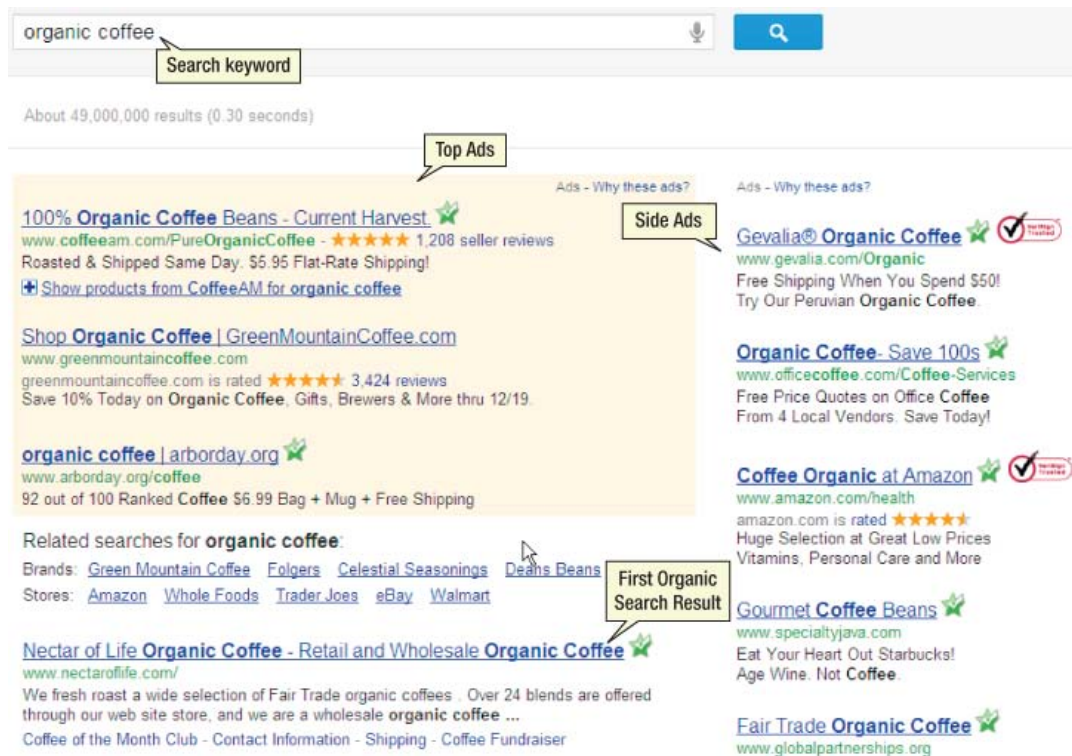 organic coffee
Search keyword
About 49,000,000 results (0.30 seconds)
Top Ads
Ads - Why these ads?
100% Organic Coffee Beans - Current Harvest.
www.coffeeam.com/PureOrganicCoffee - ★★★★★ 1,208 seller reviews
Roasted & Shipped Same Day. $5.95 Flat-Rate Shipping!
Show products from CoffeeAM for organic coffee
Shop Organic Coffee | GreenMountainCoffee.com
www.greenmountaincoffee.com
greenmountaincoffee.com is rated ★★★★★ 3,424 reviews
Save 10% Today on Organic Coffee, Gifts, Brewers & More thru 12/19.
organic coffee | arborday.org
www.arborday.org/coffee
92 out of 100 Ranked Coffee $6.99 Bag + Mug + Free Shipping
Related searches for organic coffee:
Brands: Green Mountain Coffee Folgers Celestial Seasonings Deans Beans
Stores: Amazon Whole Foods Trader Joes eBay Walmart
First Organic
Search Result
Nectar of Life Organic Coffee - Retail and Wholesale Organic Coffee
www.nectaroflife.com/
We fresh roast a wide selection of Fair Trade organic coffees . Over 24 blends are offered
through our web site store, and we are a wholesale organic coffee ...
Coffee of the Month Club - Contact Information - Shipping - Coffee Fundraiser
Side Ads
Ads - Why these ads?
Gevalia® Organic Coffee
www.gevalia.com/Organic
Free Shipping When You Spend $50!
Try Our Peruvian Organic Coffee.
Organic Coffee- Save 100s
www.officecoffee.com/Coffee-Services
Free Price Quotes on Office Coffee
From 4 Local Vendors. Save Today!
Coffee Organic at Amazon
www.amazon.com/health
amazon.com is rated ★★★★★
Huge Selection at Great Low Prices
Vitamins, Personal Care and More
Gourmet Coffee Beans
www.specialtyjava.com
Eat Your Heart Out Starbucks!
Age Wine. Not Coffee.
Fair Trade Organic Coffee
www.globalpartnerships.org